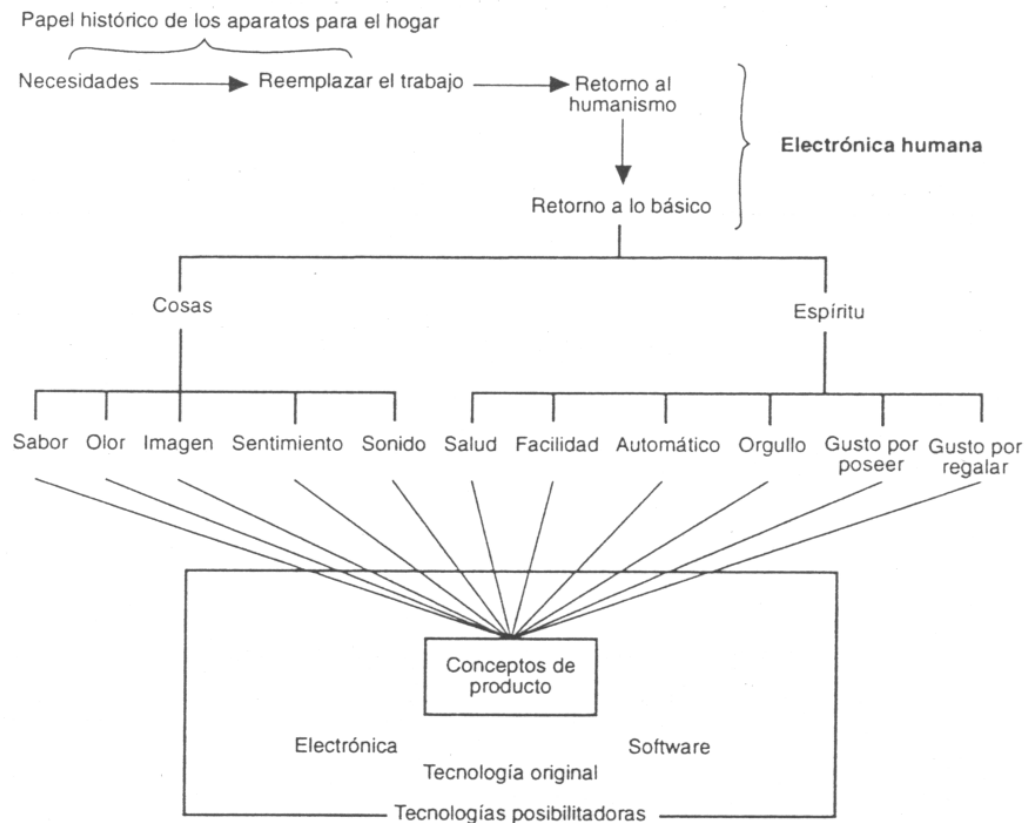 Papel histórico de los aparatos para el hogar
Necesidades Reemplazar el trabajo Retorno al
humanismo
Electrónica humana
Retorno a lo básico
Cosas Espíritu
Sabor Olor Imagen Sentimiento Sonido Salud Facilidad Automático Orgullo Gusto por Gusto por
poseer regalar
Conceptos de
producto
Electrónica Software
Tecnología original
Tecnologías posibilitadoras